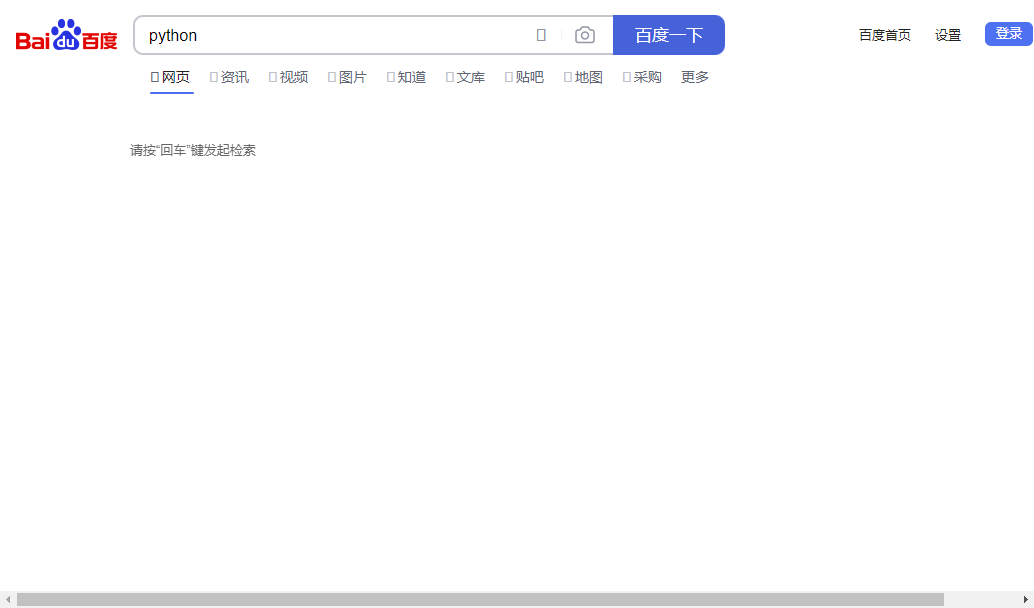 Bai du 百度 python 百度一下 百度首页 设置 登录
网页 资讯 视频 图片 知道 文库 贴吧 地图 采购 更多
请按“回车”键发起检索